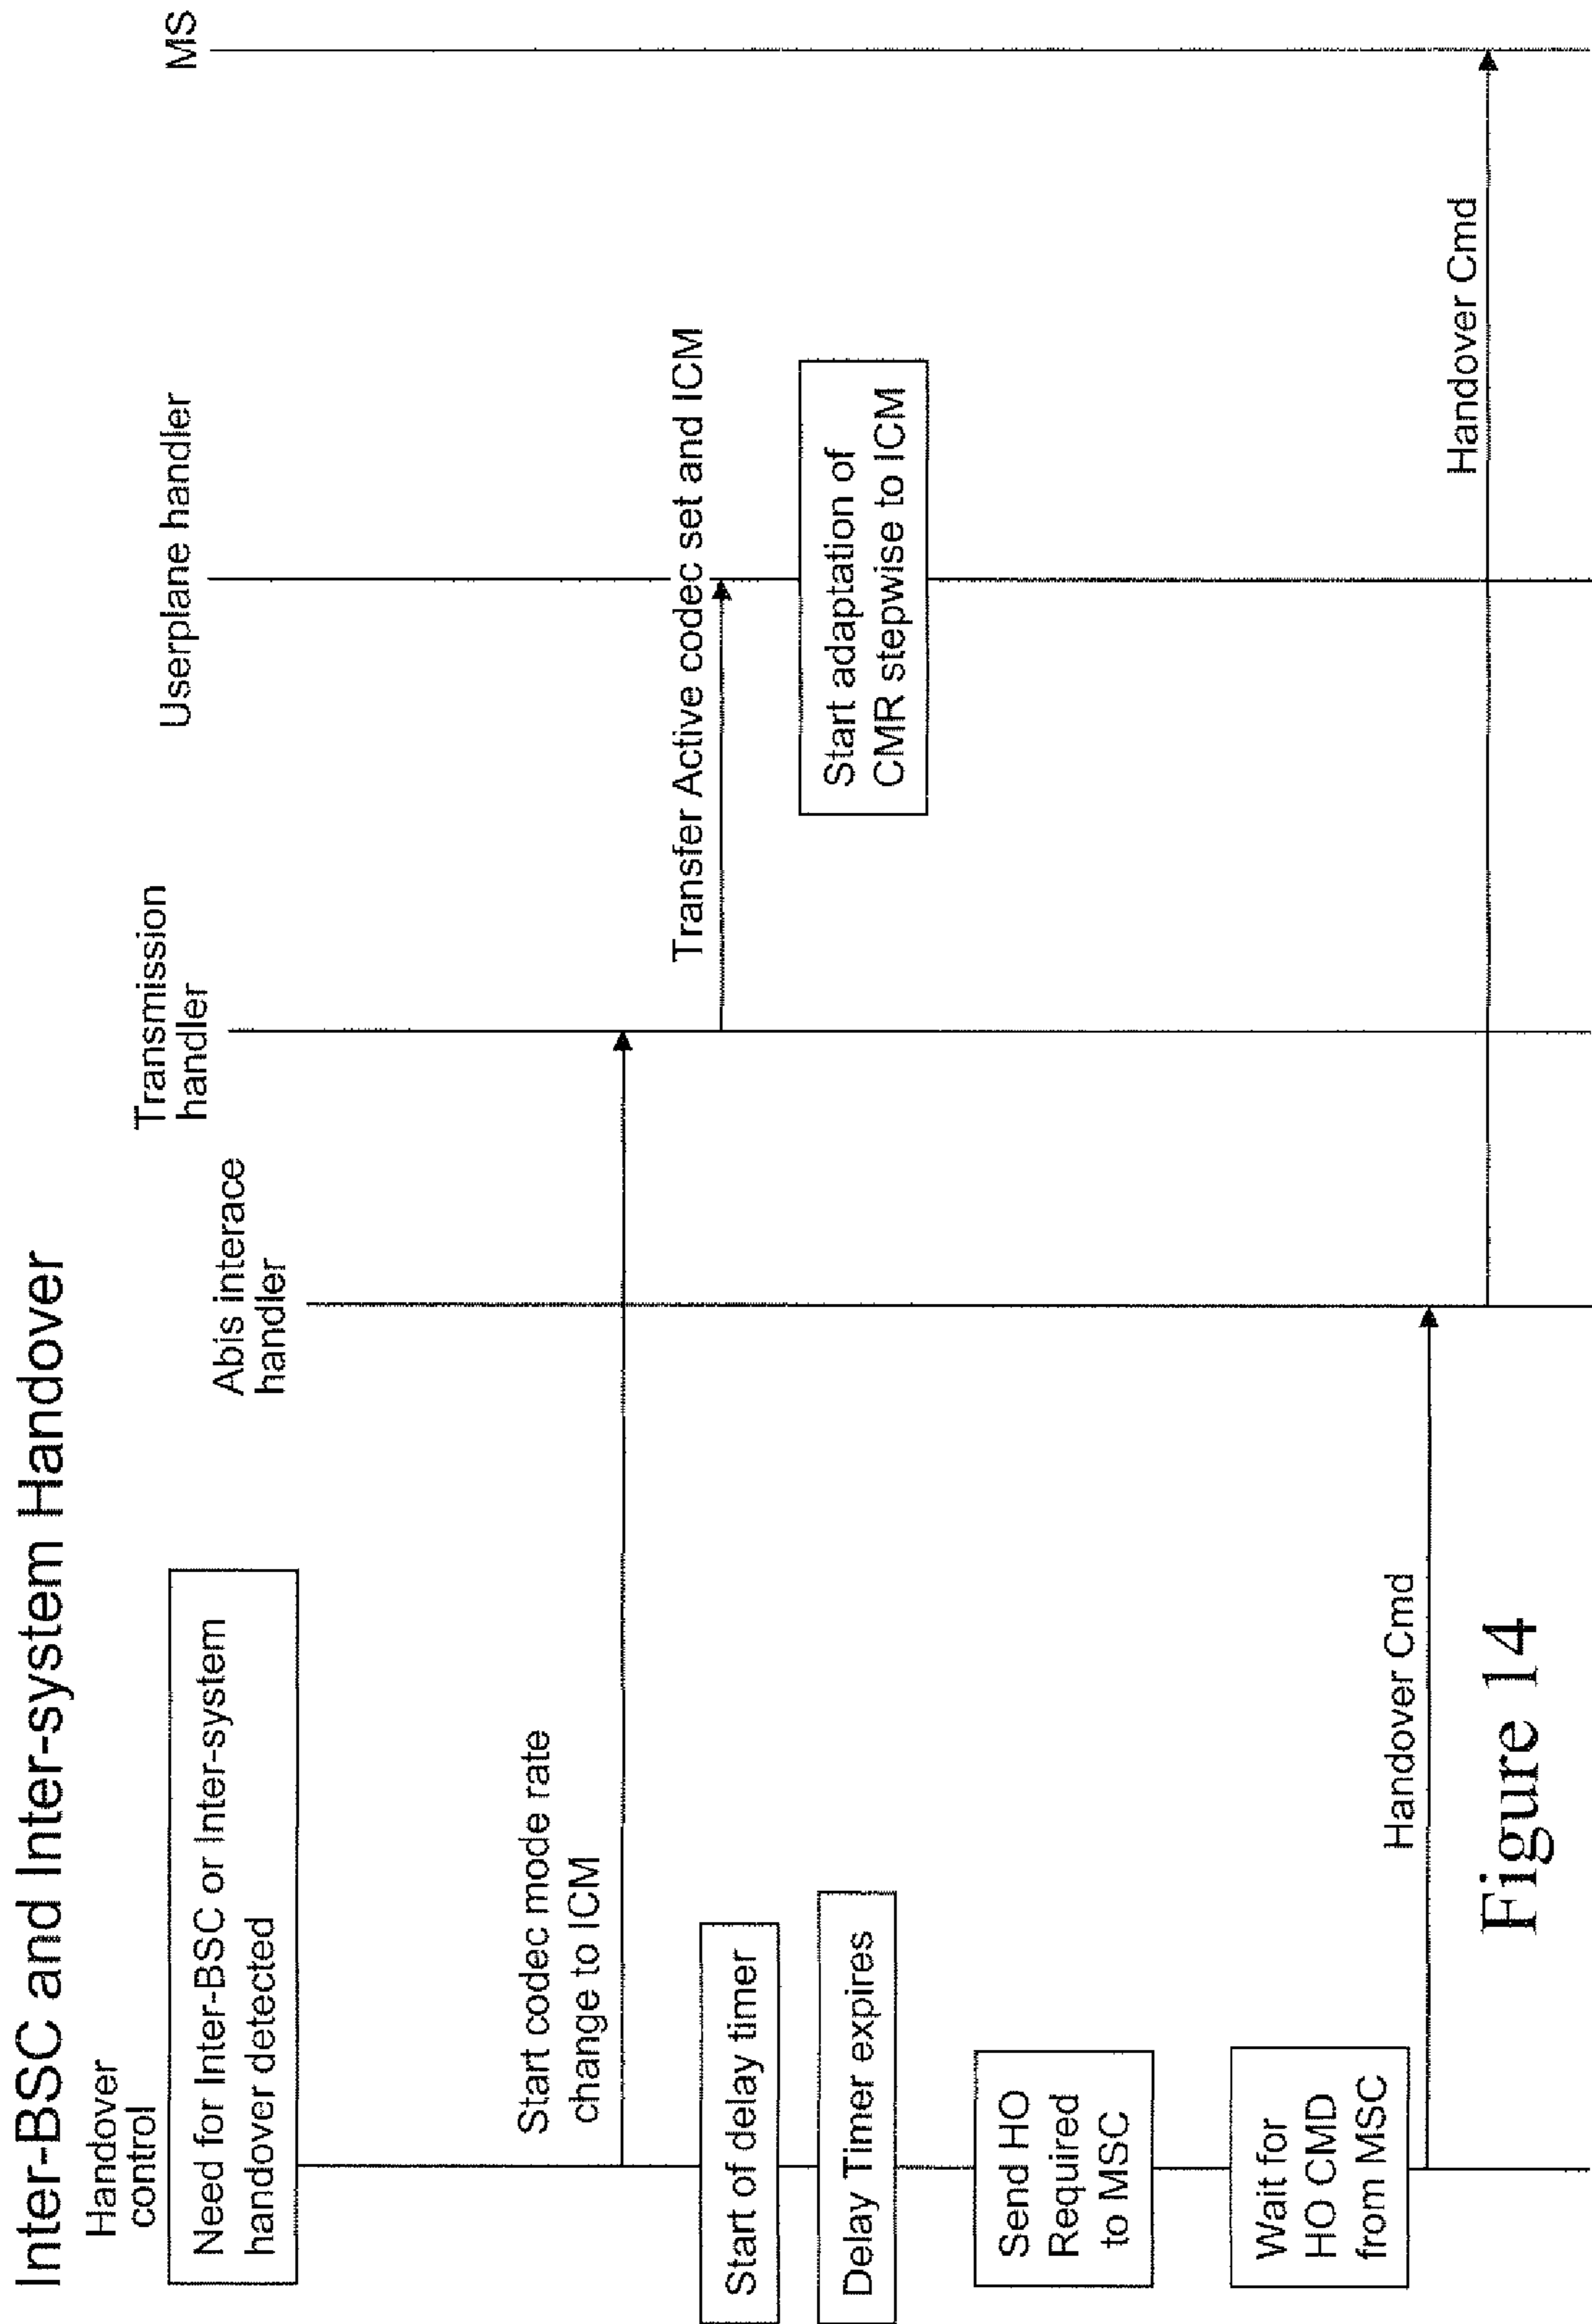 Inter-BSC and Inter-system Handover
Handover
control
Abis interace
handler
Transmission
handler
Userplane handler
MS
Need for Inter-BSC or Inter-system
handover detected
Start codec mode rate
change to ICM
Transfer Active codec set and ICM
Start of delay timer
Start adaptation of
CMR stepwise to ICM
Delay Timer expires
Send HO
Required
to MSC
Wait for
HO CMD
from MSC
Handover Cmd
Handover Cmd
Figure 14